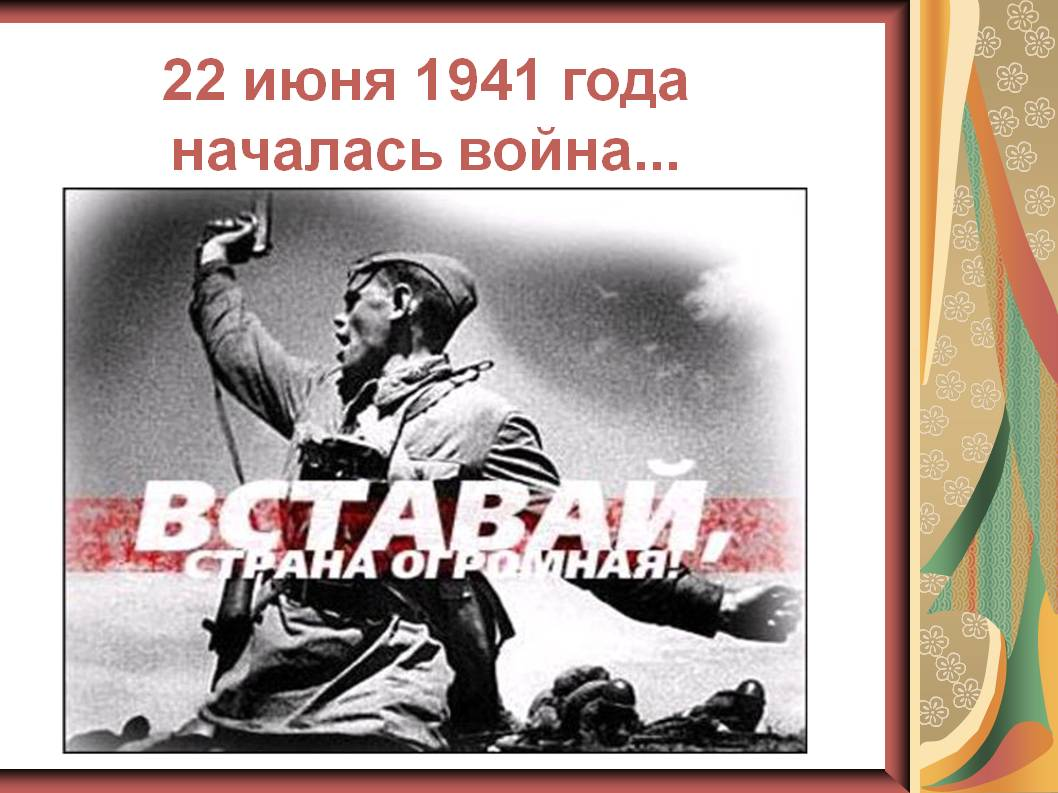 22 июня 1941 года
началась война...
ВСТАВАЙ,
СТРАНА ОГРОМНАЯ!